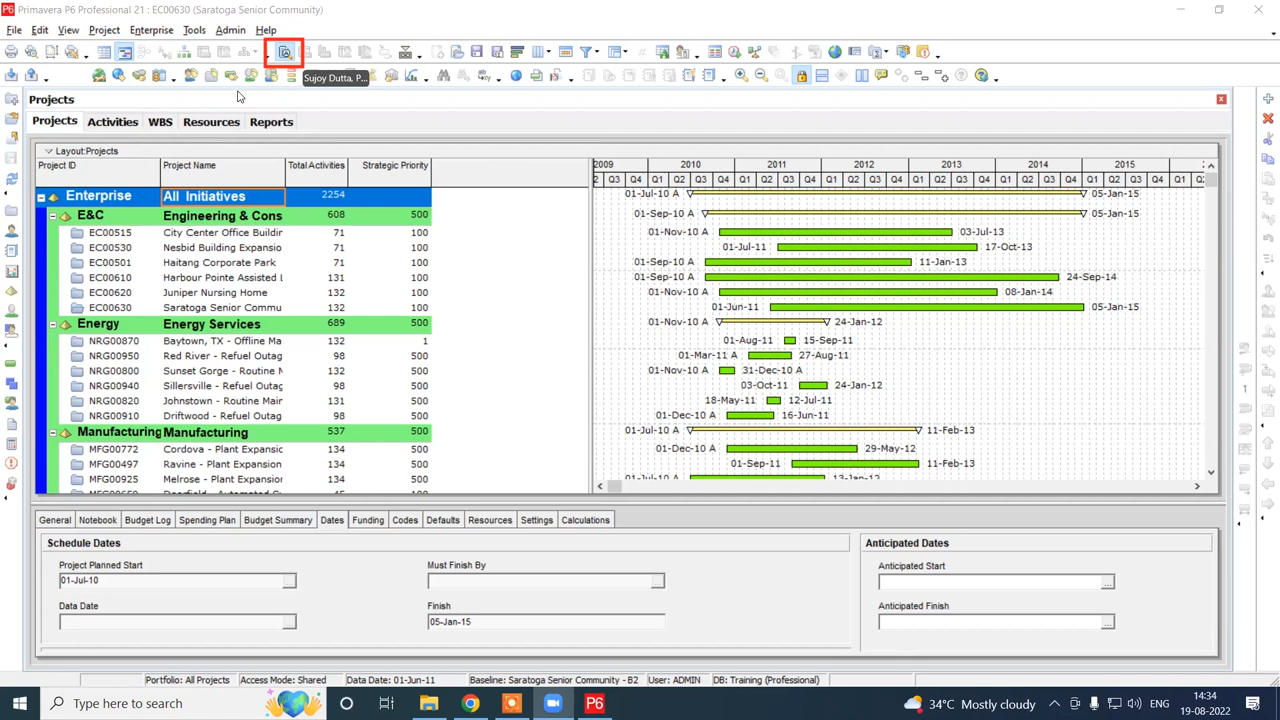 Primavera P6 Professional 21 : EC00630 (Saratoga Senior Community)
File Edit View Project Enterprise Tools Admin Help
Sujoy Dutta, P...
Projects
Projects Activities WBS Resources Reports
Layout:Projects
Project ID Project Name Total Activities Strategic Priority 2009 2010 2011 2012 2013 2014 2015
Q3 Q4 Q1 Q2 Q3 Q4 Q1 Q2 Q3 Q4 Q1 Q2 Q3 Q4 Q1 Q2 Q3 Q4 Q1 Q2 Q3 Q4 Q1 Q2 Q3 Q4
Enterprise All Initiatives 2254 01-Jul-10 A 05-Jan-15
E&C Engineering & Cons 608 500 01-Sep-10 A 05-Jan-15
EC00515 City Center Office Buildir 71 100 01-Nov-10 A 03-Jul-13
EC00530 Nesbid Building Expansio 71 100 01-Jul-11 17-Oct-13
EC00501 Haitang Corporate Park 71 100 01-Sep-10 A 11-Jan-13
EC00610 Harbour Pointe Assisted L 131 100 01-Sep-10 A 24-Sep-14
EC00620 Juniper Nursing Home 132 100 01-Nov-10 A 08-Jan-14
EC00630 Saratoga Senior Commu 132 100 01-Jun-11 05-Jan-15
Energy Energy Services 689 500 01-Nov-10 A 24-Jan-12
NRG00870 Baytown, TX - Offline Ma 131 1 01-Aug-11 15-Sep-11
NRG00950 Red River - Refuel Outag 98 500 01-Mar-11 A 27-Aug-11
NRG00800 Sunset Gorge - Routine M 132 500 01-Nov-10 A 31-Dec-10 A
NRG00940 Sillersville - Refuel Outag 98 500 03-Oct-11 24-Jan-12
NRG00820 Johnstown - Routine Main 132 500 18-May-11 12-Jul-11
NRG00910 Driftwood - Refuel Outag 98 500 01-Dec-10 A 16-Jun-11
Manufacturing Manufacturing 537 500 01-Jul-10 A 11-Feb-13
MFG00772 Cordova - Plant Expansion 134 500 01-Dec-10 A 29-May-12
MFG00497 Ravine - Plant Expansion 134 500 01-Sep-11 11-Feb-13
MFG00925 Melrose - Plant Expansion 134 500 01-Jul-10 A 13-Jan-12
General Notebook Budget Log Spending Plan Budget Summary Dates Funding Codes Defaults Resources Settings Calculations
Schedule Dates Anticipated Dates
Project Planned Start Must Finish By Anticipated Start
01-Jul-10
Data Date Finish Anticipated Finish
05-Jan-15
Portfolio: All Projects Access Mode: Shared Data Date: 01-Jun-11 Baseline: Saratoga Senior Community - B2 User: ADMIN DB: Training (Professional)
Type here to search P6 34°C Mostly cloudy ENG 14:34
19-08-2022